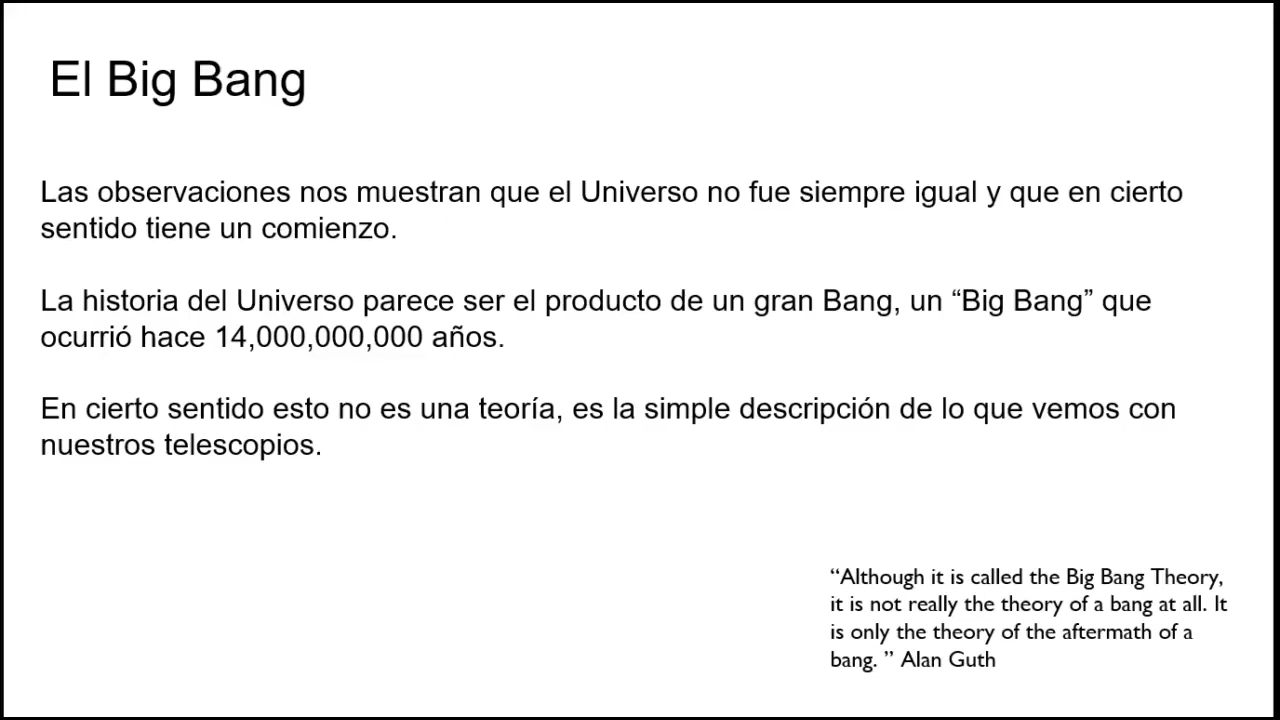 El Big Bang
Las observaciones nos muestran que el Universo no fue siempre igual y que en cierto
sentido tiene un comienzo.
La historia del Universo parece ser el producto de un gran Bang, un “Big Bang” que
ocurrió hace 14,000,000,000 años.
En cierto sentido esto no es una teoría, es la simple descripción de lo que vemos con
nuestros telescopios.
“Although it is called the Big Bang Theory,
it is not really the theory of a bang at all. It
is only the theory of the aftermath of a
bang. ” Alan Guth